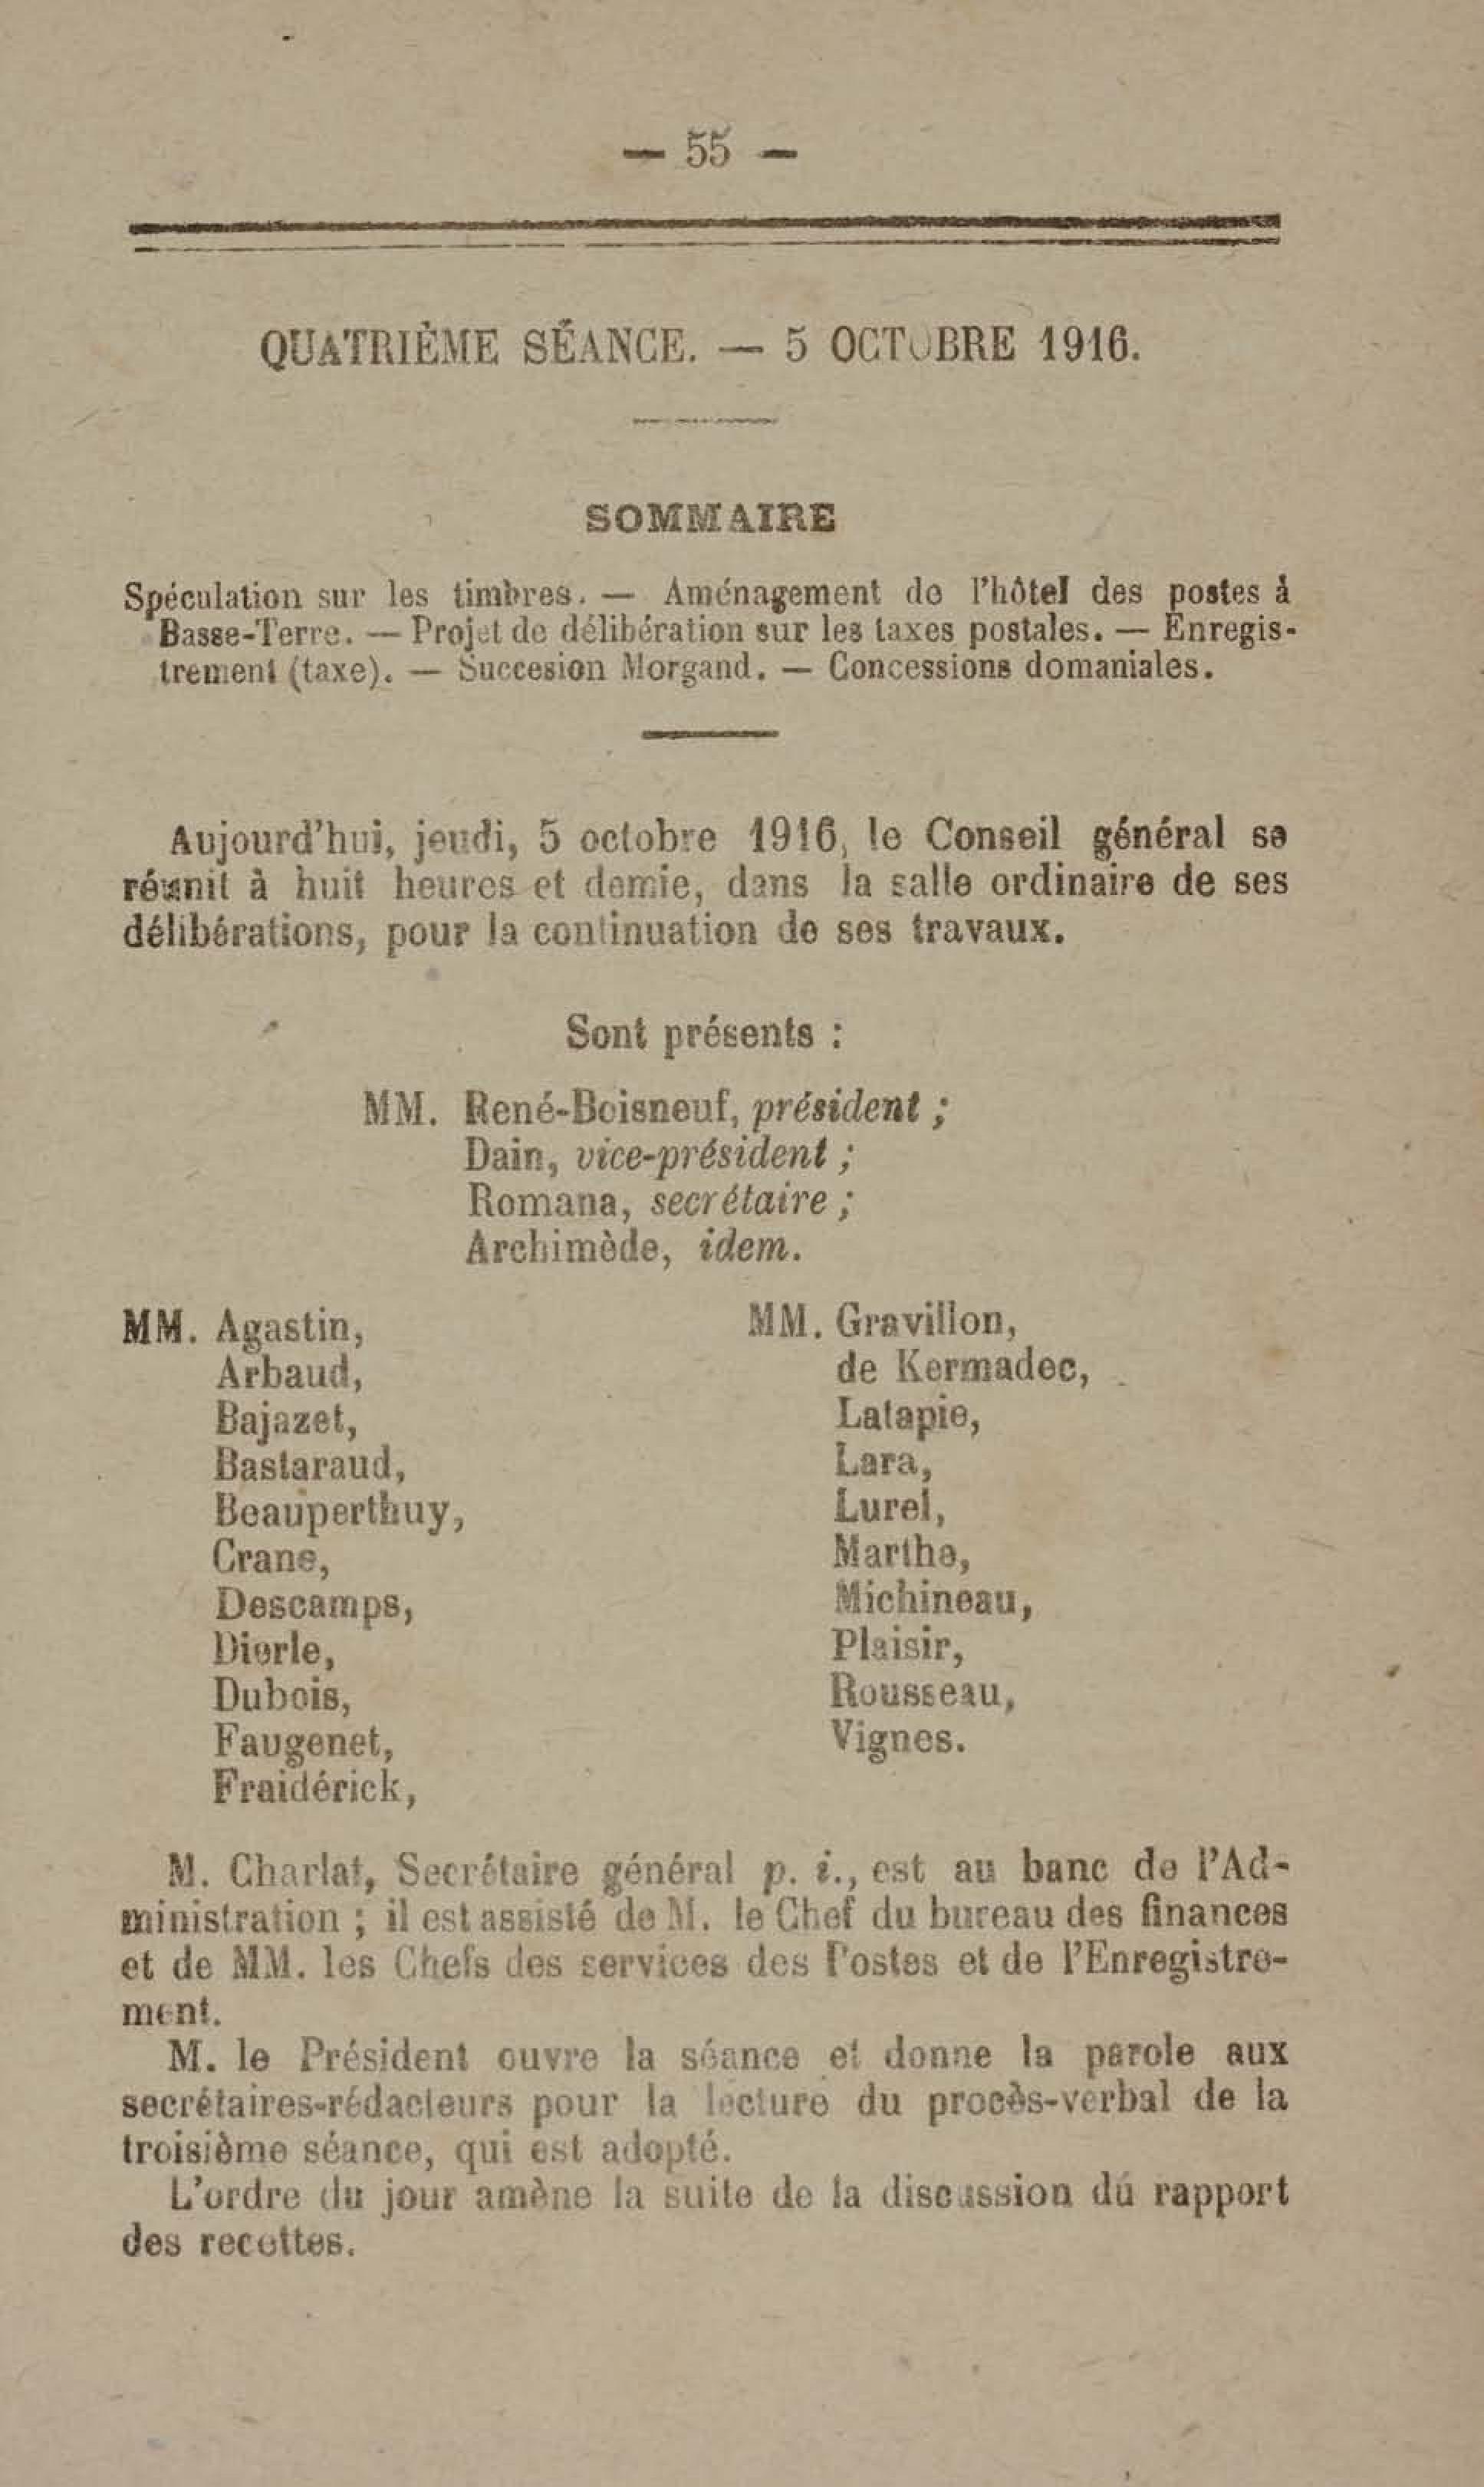 — 55 —
QUATRIÈME SÉANCE. — 5 OCTOBRE 1916.
SOMMAIRE
Spéculation sur les timbres. — Aménagement de l'hôtel des postes à
Basse-Terre. — Projet de délibération sur les taxes postales. — Enregis-
trement (taxe). — Succesion Morgand. — Concessions domaniales.
Aujourd'hui, jeudi, 5 octobre 1916, le Conseil général se
réunit à huit heures et demie, dans la salle ordinaire de ses
délibérations, pour la continuation de ses travaux.
Sont présents :
MM. René-Boisneuf, président ;
Dain, vice-président ;
Romana, secrétaire ;
Archimède, idem.
MM. Agastin,
Arbaud,
Bajazet,
Bastaraud,
Beauperthuy,
Crane,
Descamps,
Dierle,
Dubois,
Faugenet,
Fraidérick,
MM. Gravillon,
de Kermadec,
Latapie,
Lara,
Lurel,
Marthe,
Michineau,
Plaisir,
Rousseau,
Vignes.
M. Charlat, Secrétaire général p. i., est au banc de l'Ad-
ministration ; il est assisté de M. le Chef du bureau des finances
et de MM. les Chefs des services des Postes et de l'Enregistre-
ment.
M. le Président ouvre la séance et donne la parole aux
secrétaires-rédacteurs pour la lecture du procès-verbal de la
troisième séance, qui est adopté.
L'ordre du jour amène la suite de la discussion du rapport
des recettes.